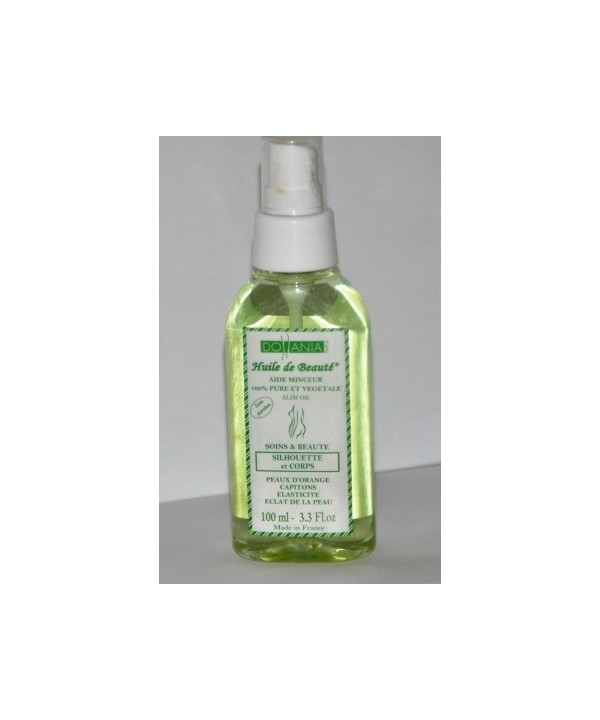 Huile de Beauté*
AIDE MINCEUR
100% PURE ET VEGETALE
SLIM OIL
SOINS & BEAUTE
SILHOUETTE
et CORPS
PEAUX D'ORANGE
CAPITONS
ELASTICITE
ECLAT DE LA PEAU
100 ml - 3.3 Fl.oz
Made in France